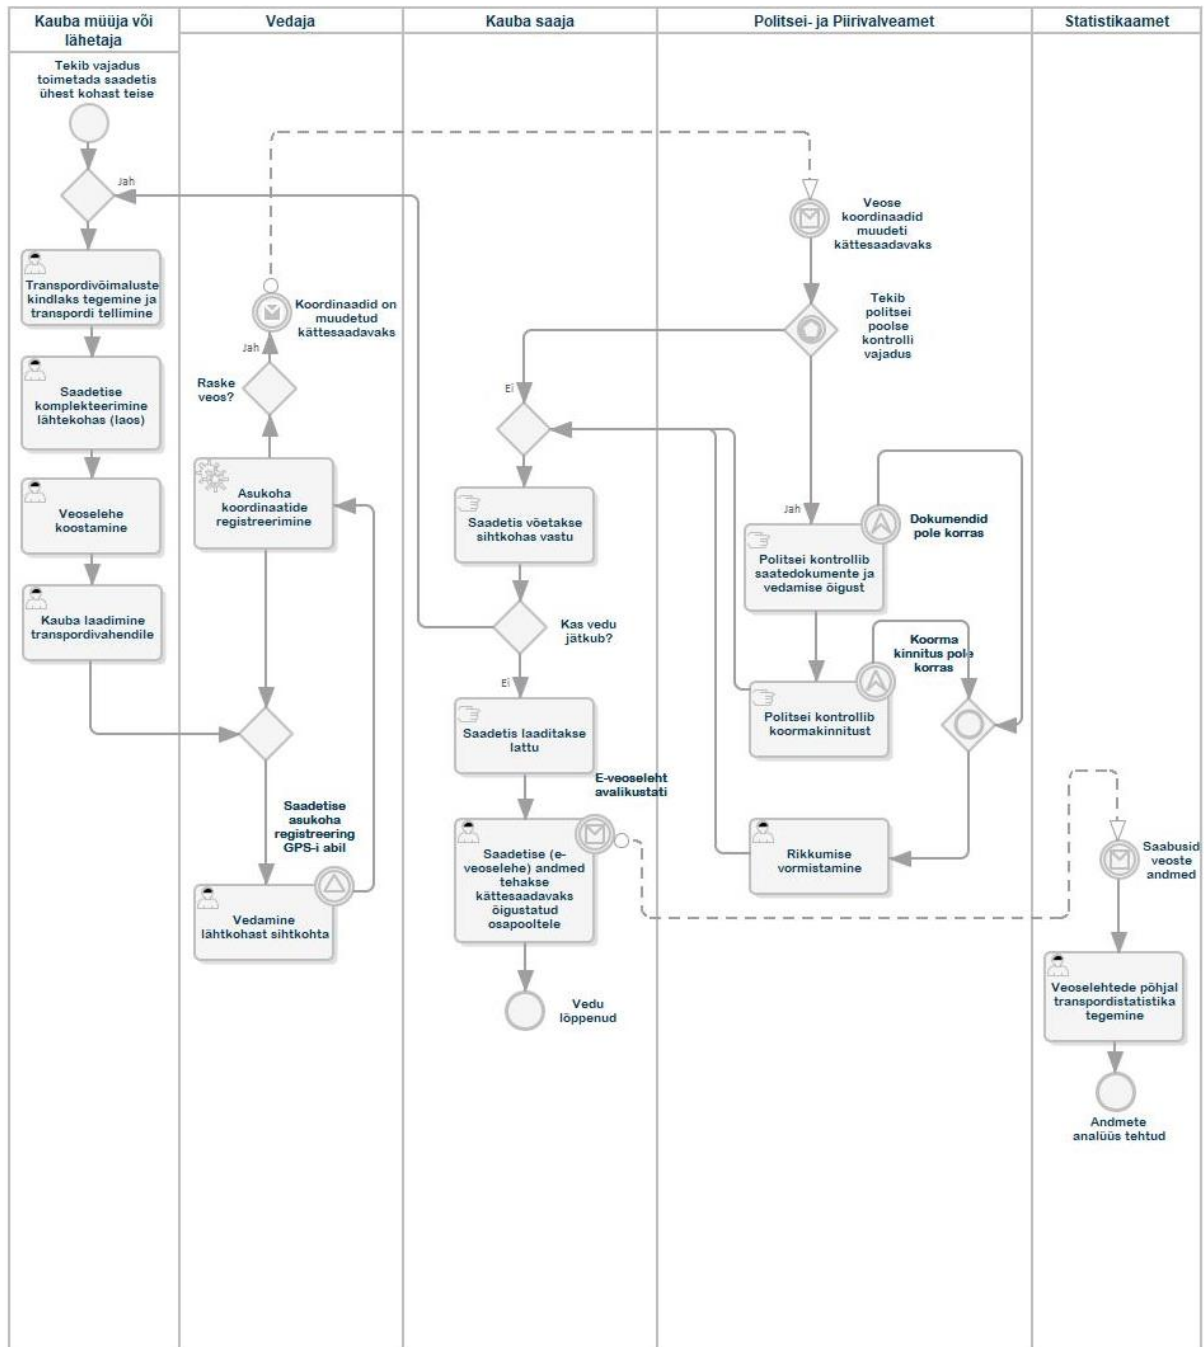 Kauba müüja või
lähetaja
Vedaja
Kauba saaja
Politsei- ja Piirivalveamet
Statistikaamet
Tekib vajadus
toimetada saadetis
ühest kohast teise
Jah
Transpordivõimaluste
kindlaks tegemine ja
transpordi tellimine
Saadetise
komplekteerimine
lähtekohas (laos)
Veoselehe
koostamine
Kauba laadimine
transpordivahendile
Koordinaadid on
muudetud
kättesaadavaks
Jah
Raske
veos?
Asukoha
koordinaatide
registreerimine
Saadetise
asukoha
registreering
GPS-i abil
Vedamine
lähtkohast sihtkohta
Ei
Saadetis võetakse
sihtkohas vastu
Kas vedu
jätkub?
Ei
Saadetis laaditakse
lattu
E-veoseleht
avalikustati
Saadetise (e-
veoselehe) andmed
tehakse
kättesaadavaks
õigustatud
osapooltele
Vedu
lõppenud
Veose
koordinaadid
muudeti
kättesaadavaks
Tekib
politsei
poolse
kontrolli
vajadus
Jah
Dokumendid
pole korras
Politsei kontrollib
saatedokumente ja
vedamise õigust
Koorma
kinnitus pole
korras
Politsei kontrollib
koormakinnitust
Rikkumise
vormistamine
Saabusid
veoste
andmed
Veoselehtede põhjal
transpordistatistika
tegemine
Andmete
analüüs tehtud